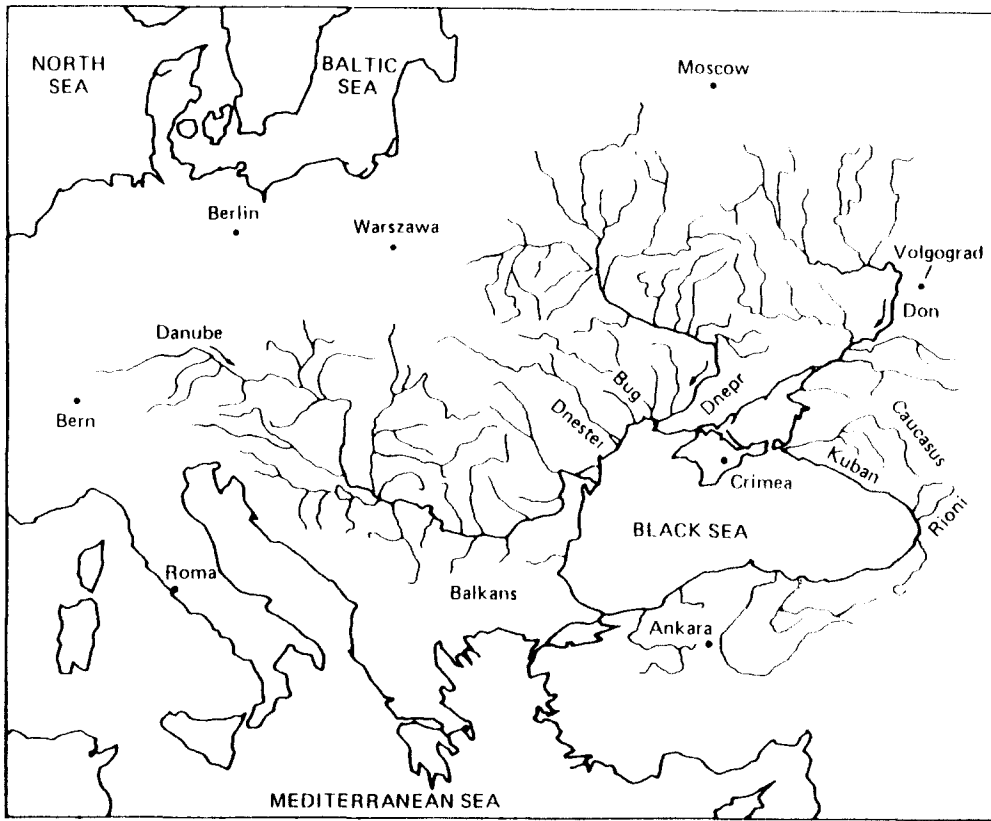 NORTH
SEA
BALTIC
SEA
Moscow
Berlin
Warszawa
Volgograd
Don
Danube
Bern
Bug
Dnepr
Dnester
Caucasus
Kuban
Crimea
Rioni
BLACK SEA
Roma
Balkans
Ankara
MEDITERRANEAN SEA